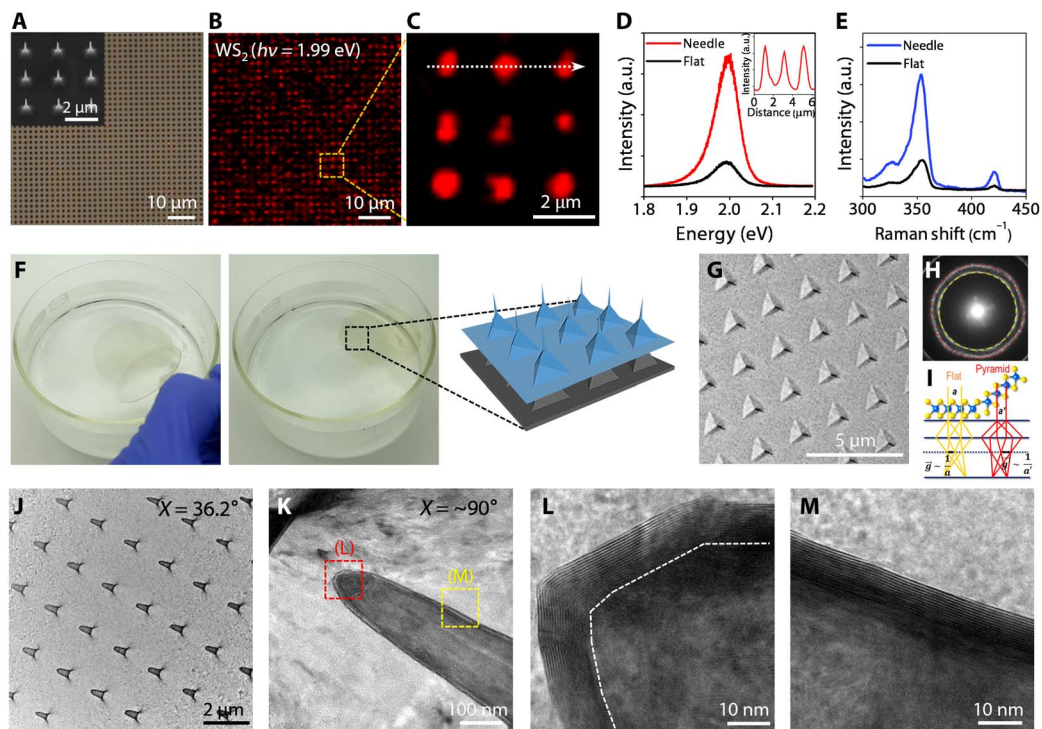 A
2 μm
10 μm
B
WS₂ (hν = 1.99 eV)
10 μm
C
2 μm
D
Intensity (a.u.)
Needle
Flat
Intensity (a.u.)
0 2 4 6
Distance (μm)
1.8 1.9 2.0 2.1 2.2
Energy (eV)
E
Intensity (a.u.)
Needle
Flat
300 350 400 450
Raman shift (cm⁻¹)
F
G
5 μm
H
I
Pyramid
Flat
a
a'
g⃗ ~ 1/a
g⃗ ~ 1/a'
J
X = 36.2°
2 μm
K
X = ~90°
(L)
(M)
100 nm
L
10 nm
M
10 nm